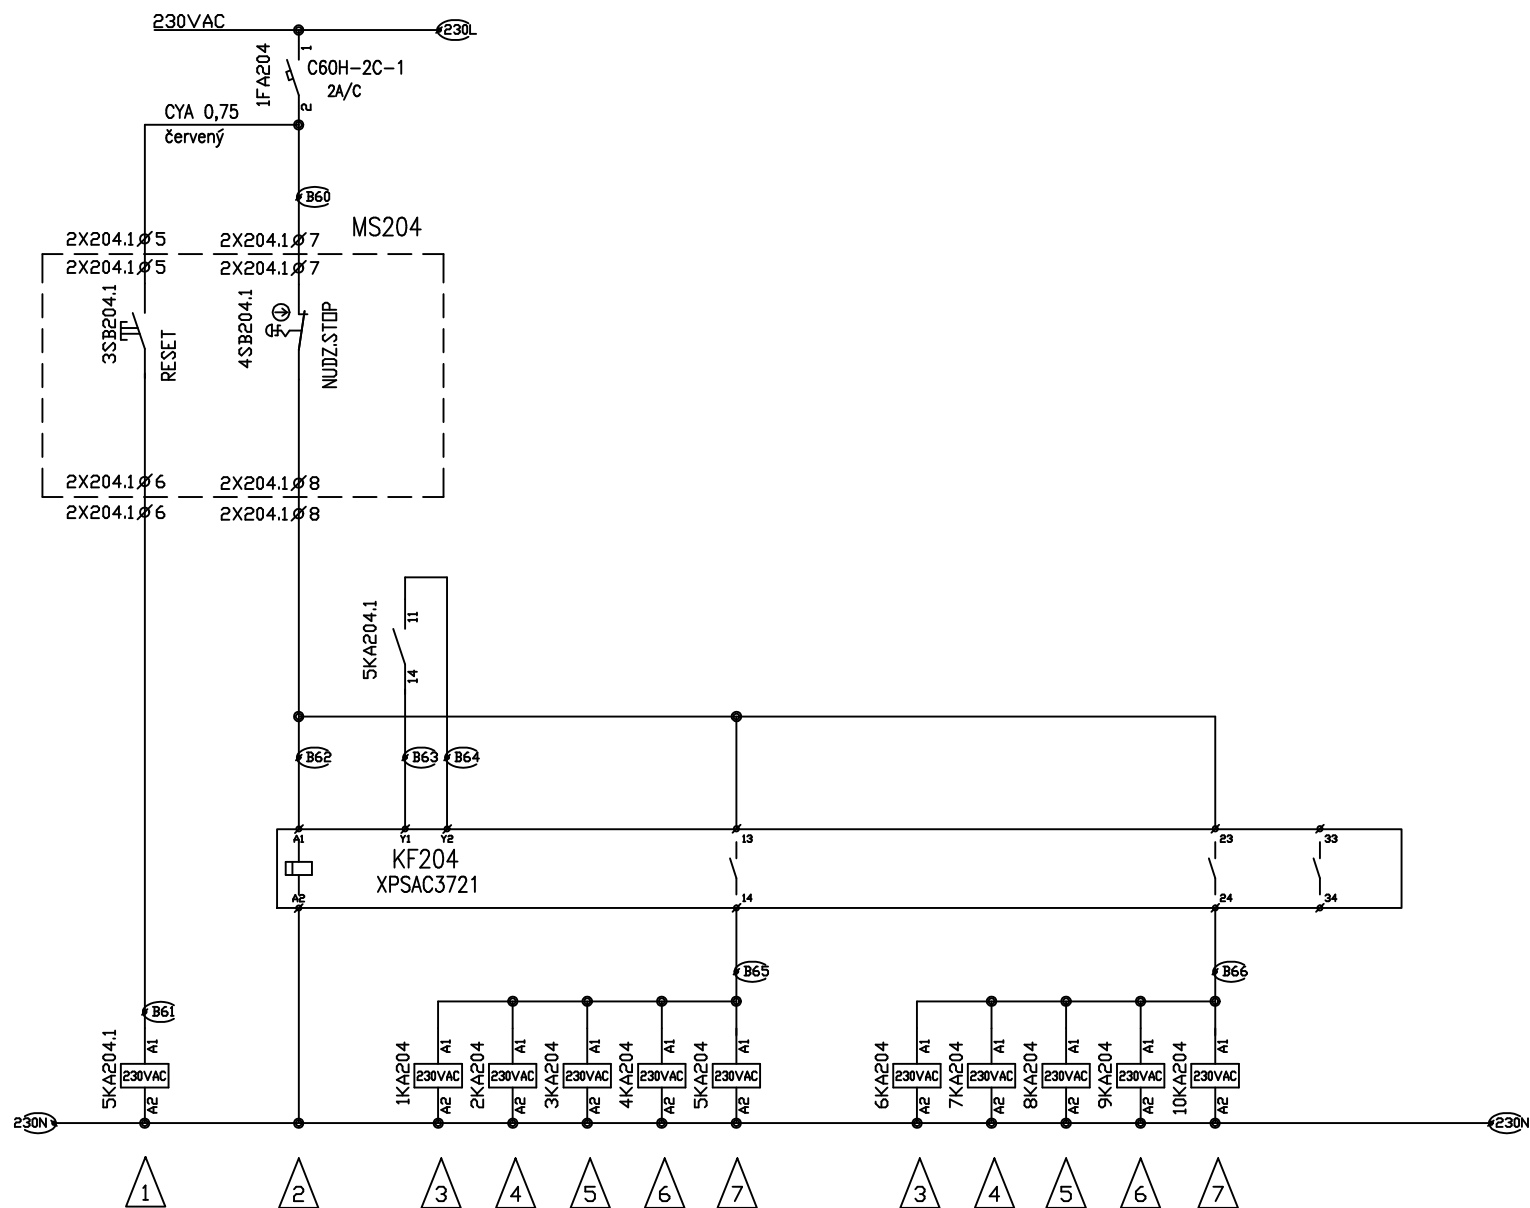 230VAC
230L
1
1FA204
C60H-2C-1
2A/C
2
CYA 0,75
červený
B60
MS204
2X204.1 5
2X204.1 7
2X204.1 5
2X204.1 7
3SB204.1
RESET
4SB204.1
NUDZ.STOP
2X204.1 6
2X204.1 8
2X204.1 6
2X204.1 8
5KA204.1
11
14
B62
B63
B64
A1
Y1
Y2
13
23
33
KF204
XPSAC3721
A2
14
24
34
B65
B66
B61
5KA204.1
A1
230VAC
A2
1KA204
A1
230VAC
A2
2KA204
A1
230VAC
A2
3KA204
A1
230VAC
A2
4KA204
A1
230VAC
A2
5KA204
A1
230VAC
A2
6KA204
A1
230VAC
A2
7KA204
A1
230VAC
A2
8KA204
A1
230VAC
A2
9KA204
A1
230VAC
A2
10KA204
A1
230VAC
A2
230N
230N
1
2
3
4
5
6
7
3
4
5
6
7